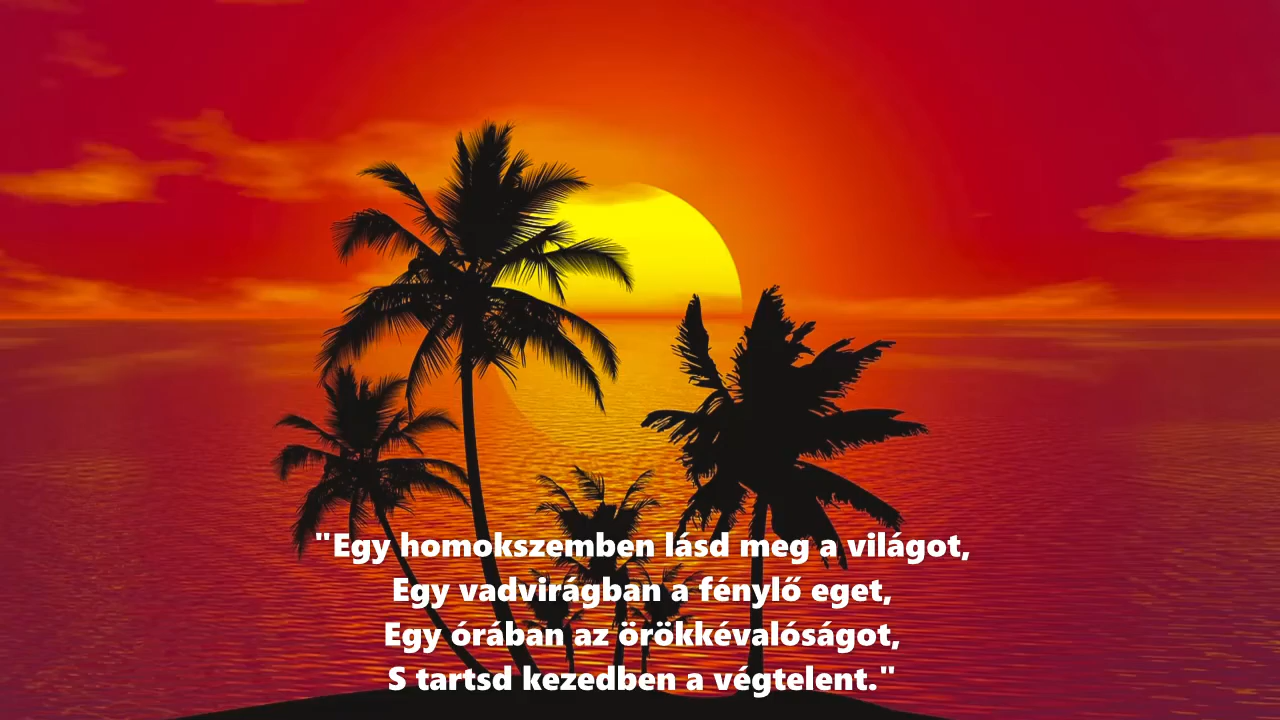 "Egy homokszemben lásd meg a világot,
Egy vadvirágban a fénylő eget,
Egy órában az örökkévalóságot,
S tartsd kezedben a végtelent."